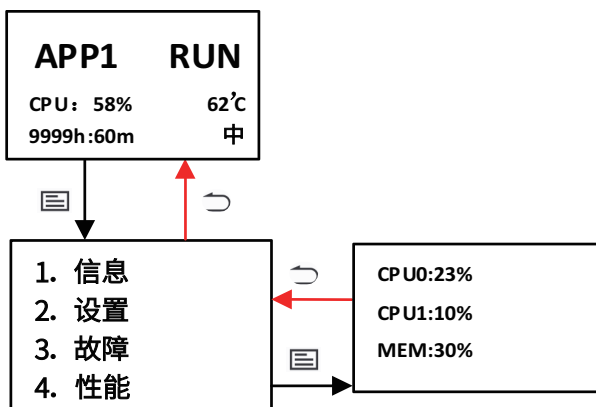 APP1 RUN
CPU：58% 62℃
9999h:60m 中
1. 信息
2. 设置
3. 故障
4. 性能
CPU0:23%
CPU1:10%
MEM:30%